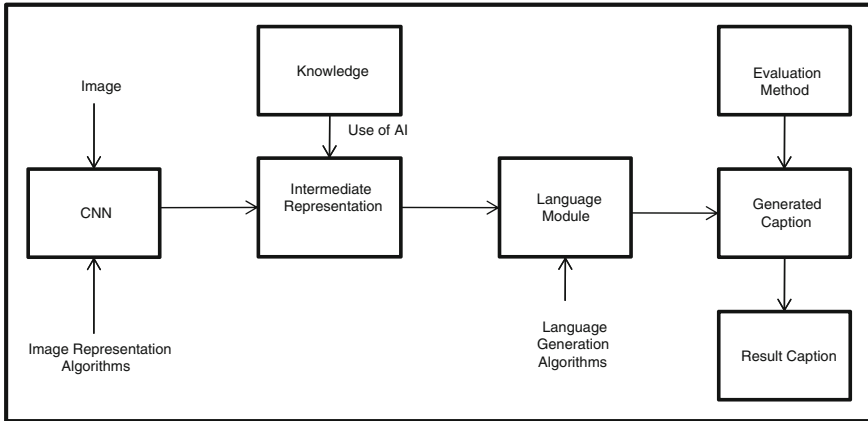 Image
Knowledge
Evaluation
Method
Use of AI
CNN
Intermediate
Representation
Language
Module
Generated
Caption
Image Representation
Algorithms
Language
Generation
Algorithms
Result Caption